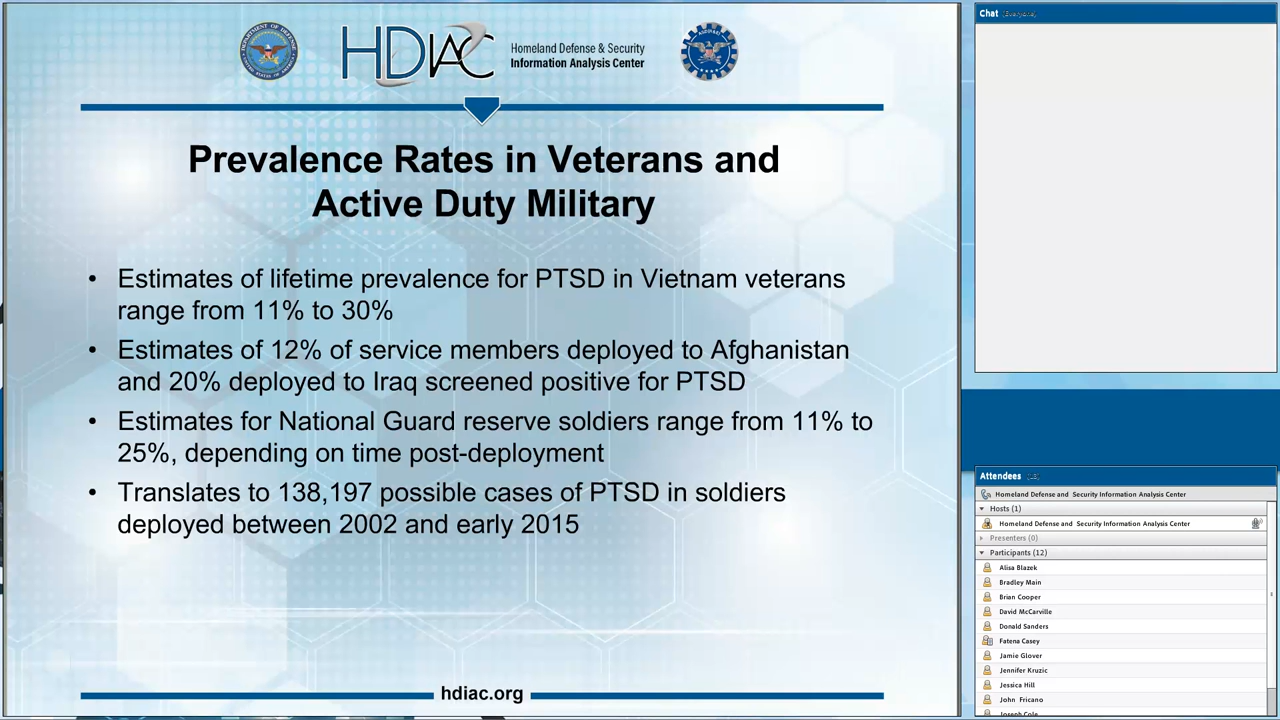 HDIAC
Homeland Defense & Security
Information Analysis Center
Prevalence Rates in Veterans and
Active Duty Military
• Estimates of lifetime prevalence for PTSD in Vietnam veterans
range from 11% to 30%
• Estimates of 12% of service members deployed to Afghanistan
and 20% deployed to Iraq screened positive for PTSD
• Estimates for National Guard reserve soldiers range from 11% to
25%, depending on time post-deployment
• Translates to 138,197 possible cases of PTSD in soldiers
deployed between 2002 and early 2015
hdiac.org
Chat (Everyone)
Attendees (13)
Homeland Defense and Security Information Analysis Center
Hosts (1)
Homeland Defense and Security Information Analysis Center
Presenters (0)
Participants (12)
Alisa Blazek
Bradley Main
Brian Cooper
David McCarville
Donald Sanders
Fatena Casey
Jamie Glover
Jennifer Kruzic
Jessica Hill
John Fricano
Joseph Cole